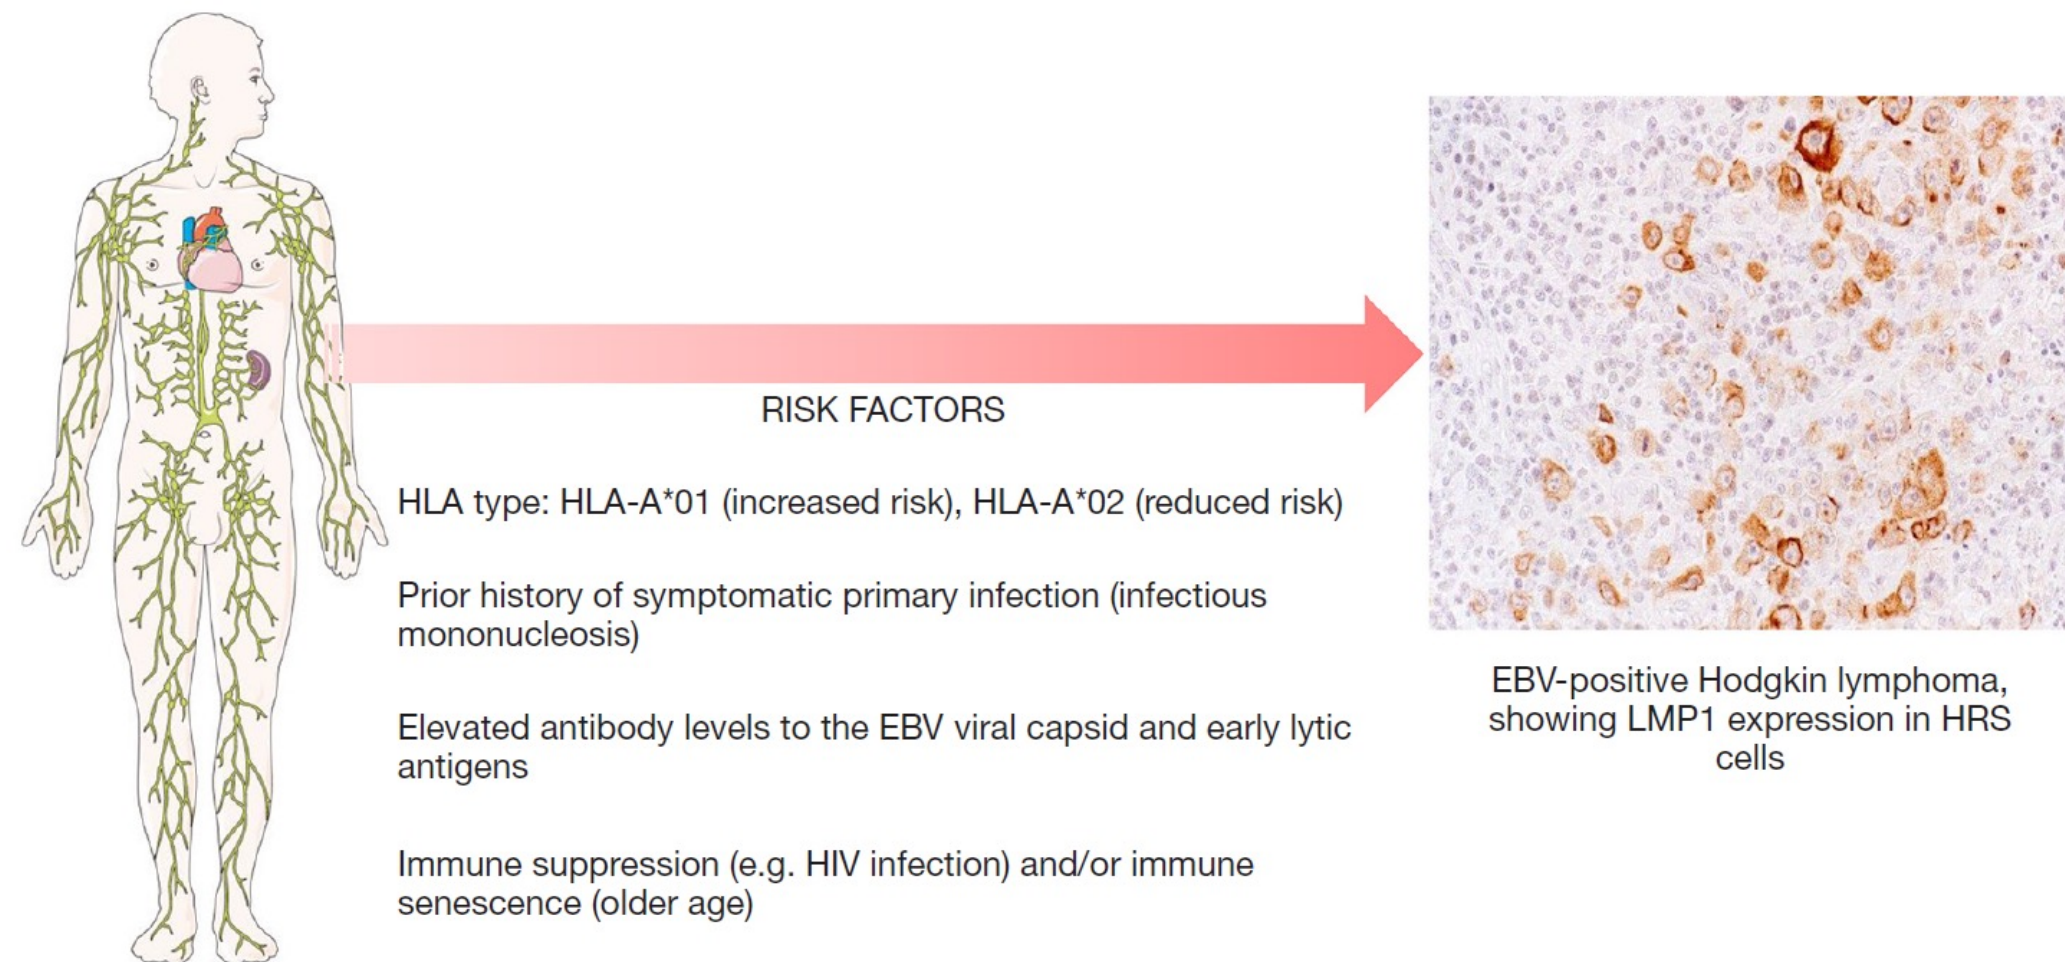 RISK FACTORS
HLA type: HLA-A*01 (increased risk), HLA-A*02 (reduced risk)
Prior history of symptomatic primary infection (infectious
mononucleosis)
Elevated antibody levels to the EBV viral capsid and early lytic
antigens
Immune suppression (e.g. HIV infection) and/or immune
senescence (older age)
EBV-positive Hodgkin lymphoma,
showing LMP1 expression in HRS
cells